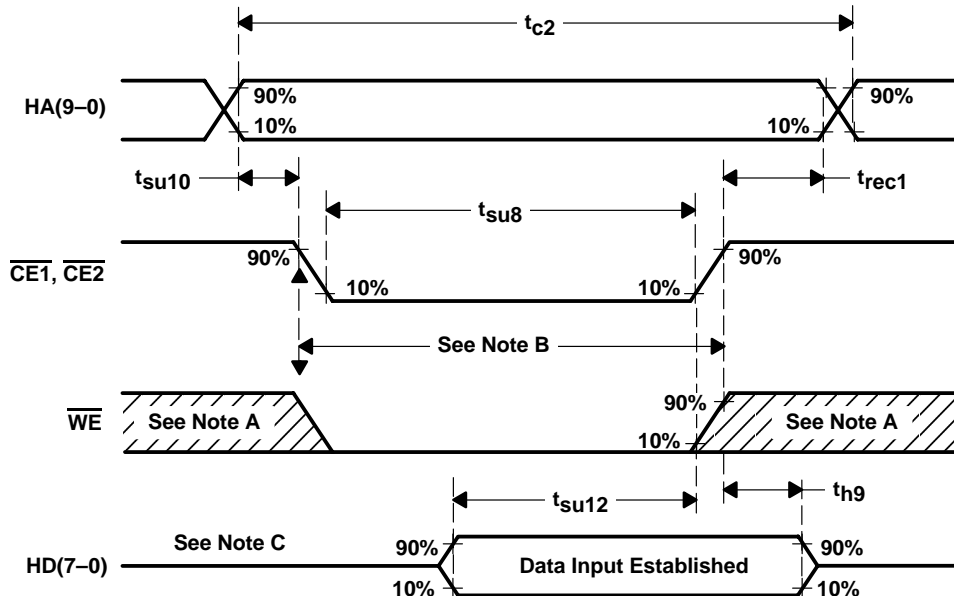 tc2
HA(9–0)
90%
90%
10%
10%
tsu10
trec1
tsu8
CE1, CE2
90%
90%
10%
10%
See Note B
WE
See Note A
90%
See Note A
10%
tsu12
th9
See Note C
HD(7–0)
90%
Data Input Established
90%
10%
10%